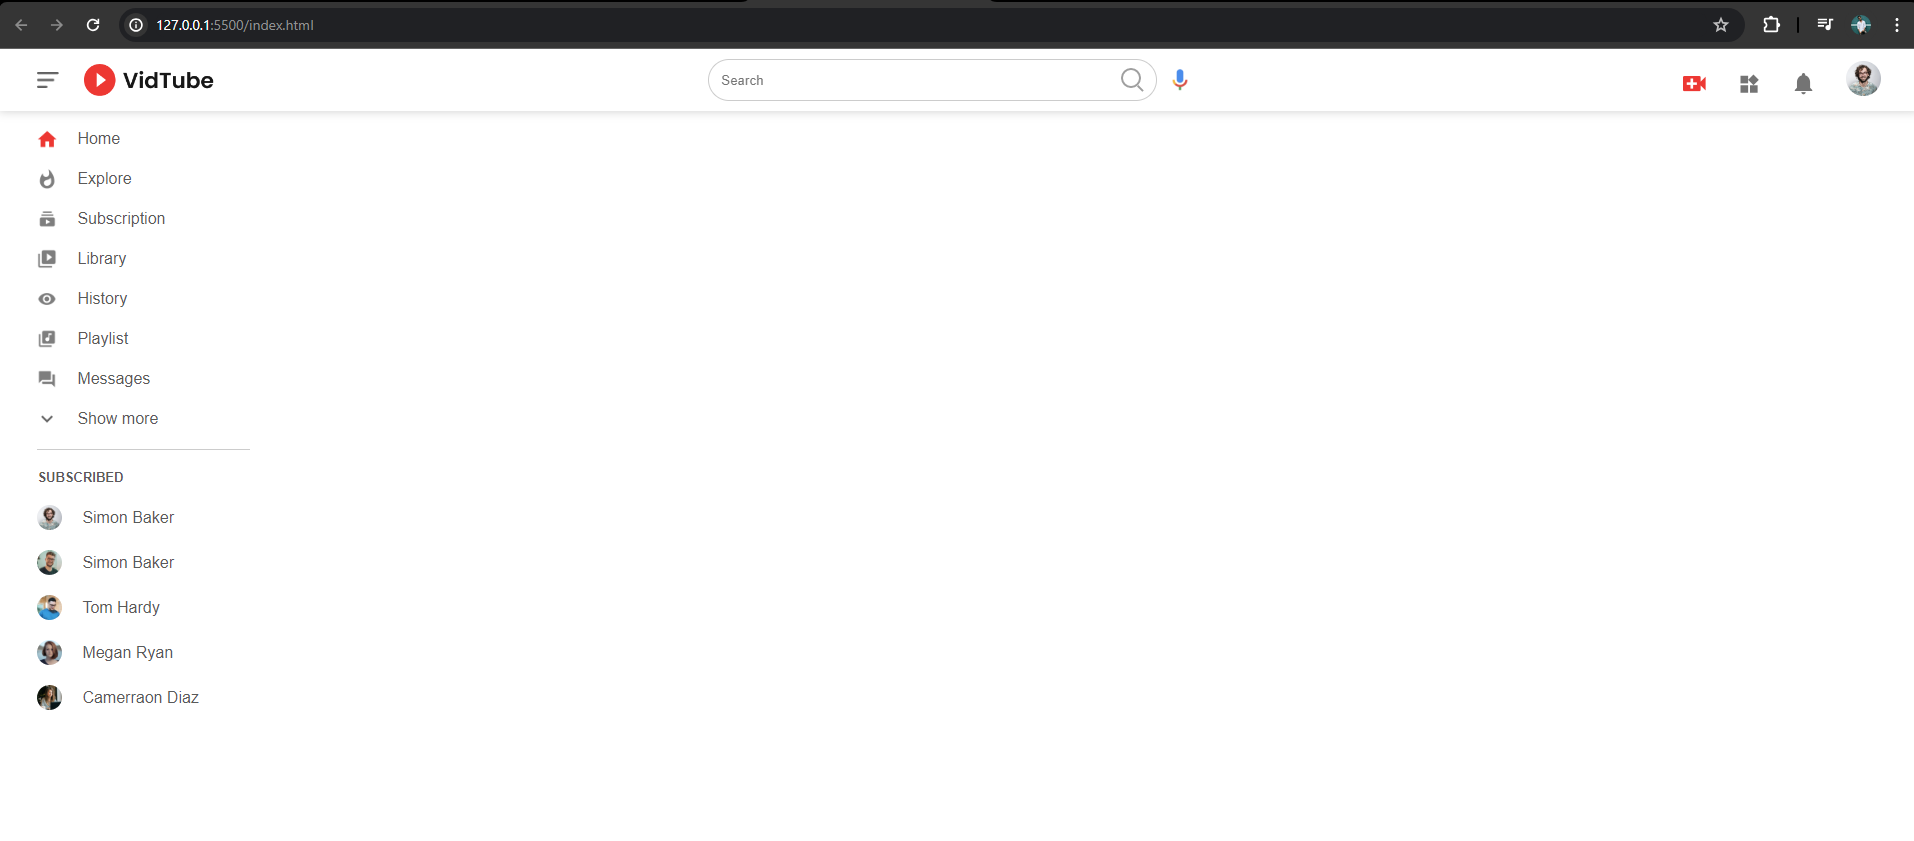 127.0.0.1:5500/index.html
VidTube
Search
Home
Explore
Subscription
Library
History
Playlist
Messages
Show more
SUBSCRIBED
Simon Baker
Simon Baker
Tom Hardy
Megan Ryan
Camerraon Diaz